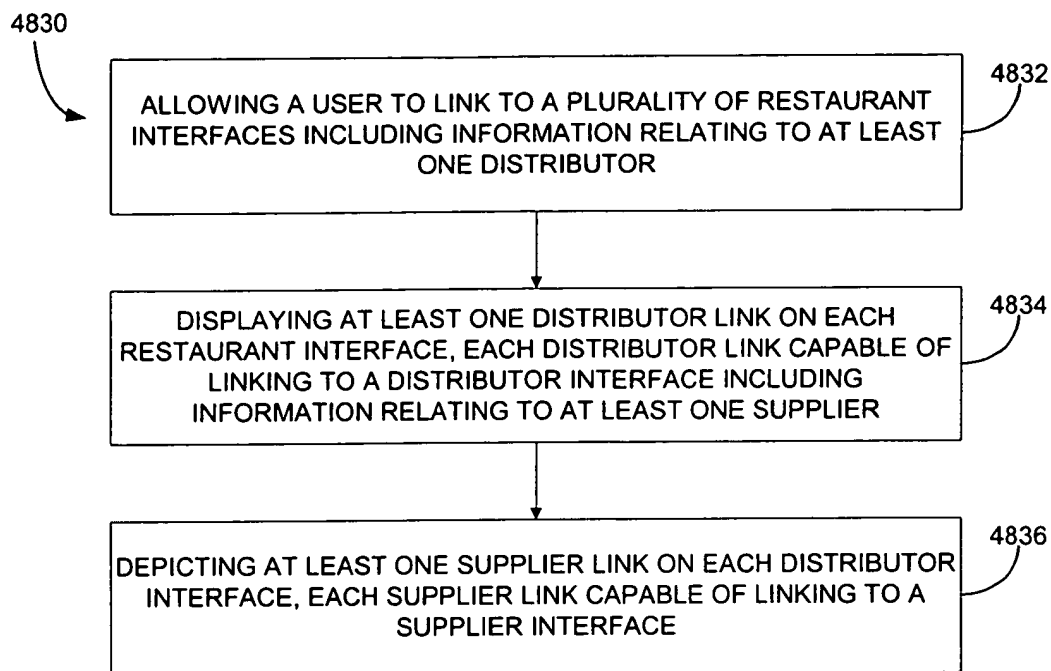 4830
4832
ALLOWING A USER TO LINK TO A PLURALITY OF RESTAURANT
INTERFACES INCLUDING INFORMATION RELATING TO AT LEAST
ONE DISTRIBUTOR
4834
DISPLAYING AT LEAST ONE DISTRIBUTOR LINK ON EACH
RESTAURANT INTERFACE, EACH DISTRIBUTOR LINK CAPABLE OF
LINKING TO A DISTRIBUTOR INTERFACE INCLUDING
INFORMATION RELATING TO AT LEAST ONE SUPPLIER
4836
DEPICTING AT LEAST ONE SUPPLIER LINK ON EACH DISTRIBUTOR
INTERFACE, EACH SUPPLIER LINK CAPABLE OF LINKING TO A
SUPPLIER INTERFACE